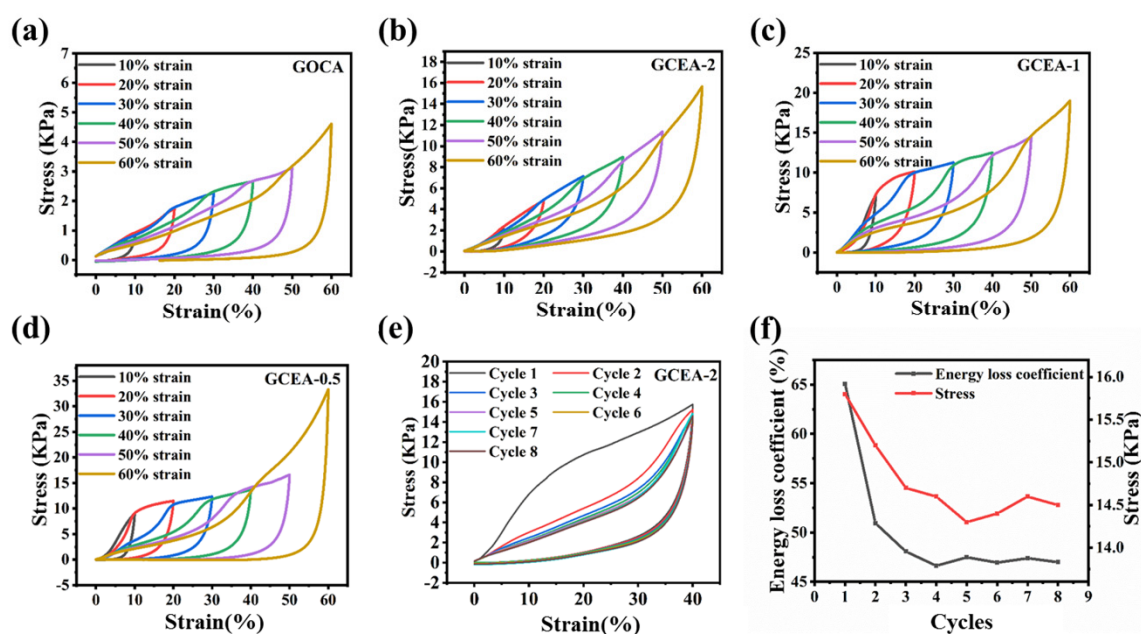 (a)
7
6
5
4
3
2
1
0
Stress (KPa)
10% strain
20% strain
30% strain
40% strain
50% strain
60% strain
GOCA
0 10 20 30 40 50 60
Strain(%)
(b)
18
16
14
12
10
8
6
4
2
0
-2
Stress(KPa)
10% strain
20% strain
30% strain
40% strain
50% strain
60% strain
GCEA-2
0 10 20 30 40 50 60
Strain(%)
(c)
25
20
15
10
5
0
Stress (KPa)
10% strain
20% strain
30% strain
40% strain
50% strain
60% strain
GCEA-1
0 10 20 30 40 50 60
Strain(%)
(d)
35
30
25
20
15
10
5
0
-5
Stress (KPa)
10% strain
20% strain
30% strain
40% strain
50% strain
60% strain
GCEA-0.5
0 10 20 30 40 50 60
Strain(%)
(e)
20
18
16
14
12
10
8
6
4
2
0
-2
Stress (KPa)
Cycle 1 Cycle 2
Cycle 3 Cycle 4
Cycle 5 Cycle 6
Cycle 7
Cycle 8
GCEA-2
0 10 20 30 40
Strain(%)
(f)
65
60
55
50
45
Energy loss coefficient (%)
Energy loss coefficient
Stress
16.0
15.6
15.2
14.8
14.4
13.8
Stress (KPa)
0 1 2 3 4 5 6 7 8 9
Cycles